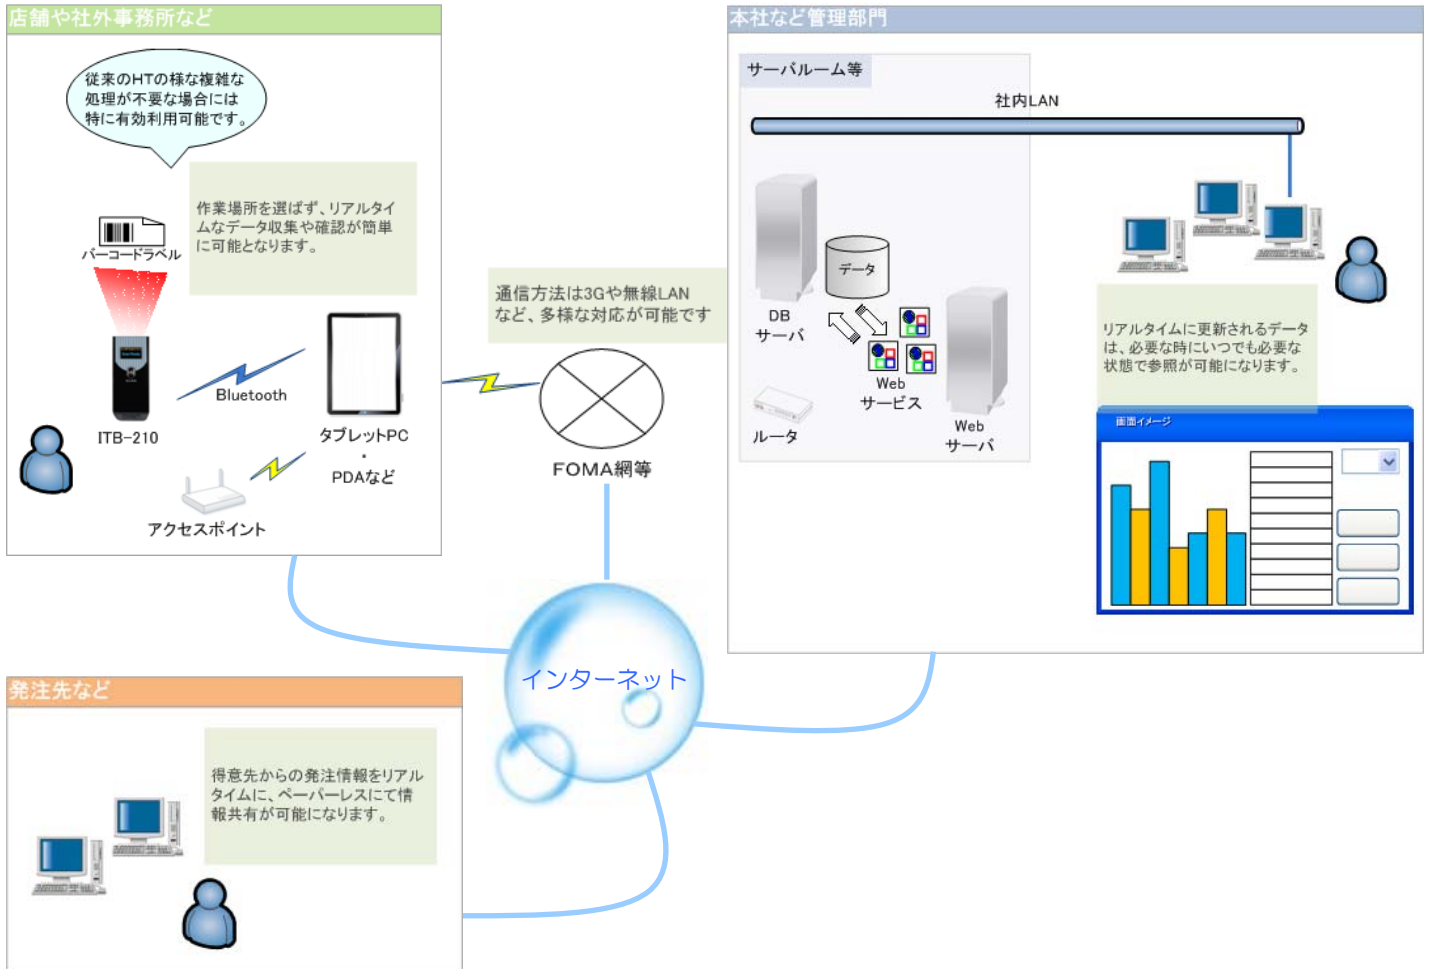 店舗や社外事務所など
従来のHTの様な複雑な
処理が不要な場合には
特に有効利用可能です。
作業場所を選ばず、リアルタイ
ムなデータ収集や確認が簡単
に可能となります。
バーコードラベル
Bluetooth
ITB-210
タブレットPC
・
PDAなど
アクセスポイント
通信方法は3Gや無線LAN
など、多様な対応が可能です
FOMA網等
インターネット
本社など管理部門
サーバルーム等
社内LAN
データ
DB
サーバ
Web
サービス
Web
サーバ
ルータ
リアルタイムに更新されるデータ
は、必要な時にいつでも必要な
状態で参照が可能になります。
画面イメージ
発注先など
得意先からの発注情報をリアル
タイムに、ペーパーレスにて情
報共有が可能になります。